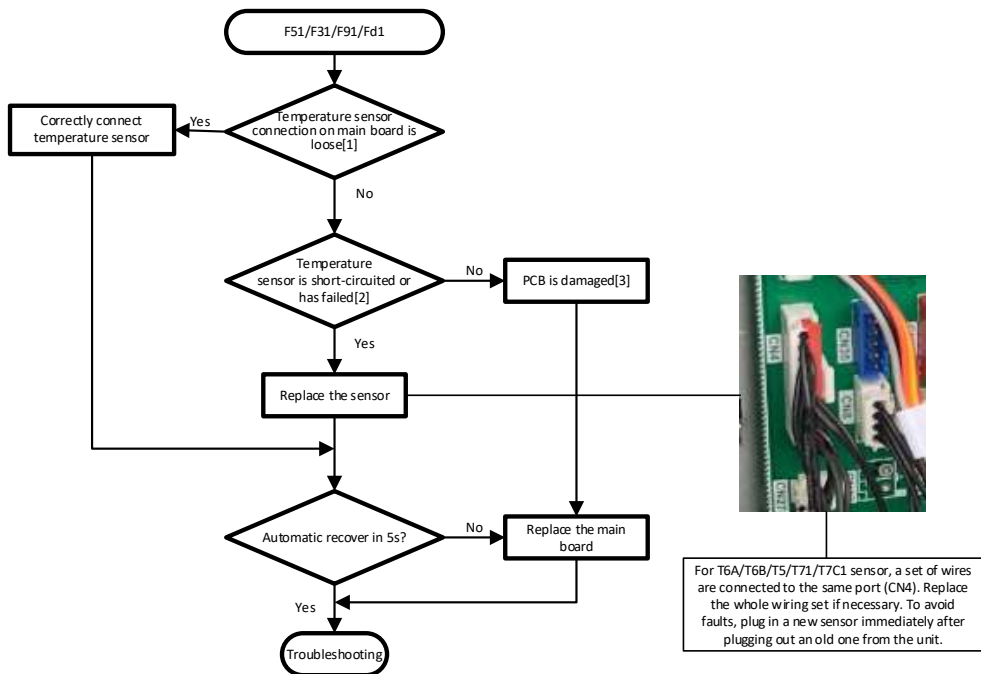 F51/F31/F91/Fd1
Temperature sensor
connection on main board is
loose[1]
Yes
Correctly connect
temperature sensor
No
Temperature
sensor is short-circuited or
has failed[2]
No
PCB is damaged[3]
Yes
Replace the sensor
CN4
CN30
CN8
Automatic recover in 5s?
No
Replace the main
board
Yes
Troubleshooting
For T6A/T6B/T5/T71/T7C1 sensor, a set of wires
are connected to the same port (CN4). Replace
the whole wiring set if necessary. To avoid
faults, plug in a new sensor immediately after
plugging out an old one from the unit.